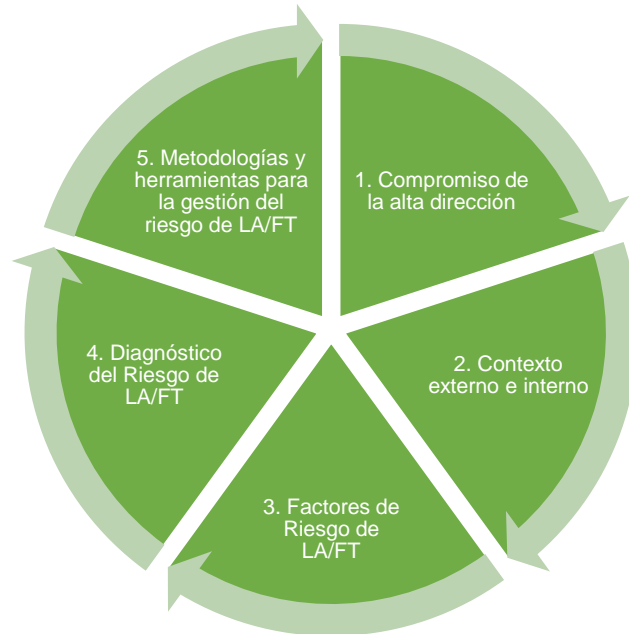 1. Compromiso de
la alta dirección
2. Contexto
externo e interno
3. Factores de
Riesgo de
LA/FT
4. Diagnóstico
del Riesgo de
LA/FT
5. Metodologías y
herramientas para
la gestión del
riesgo de LA/FT